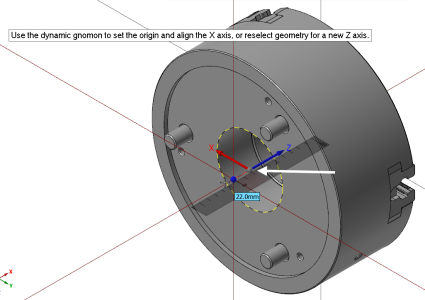 Use the dynamic gnomon to set the origin and align the X axis, or reselect geometry for a new Z axis.
X
Z
22.0mm
X
Y